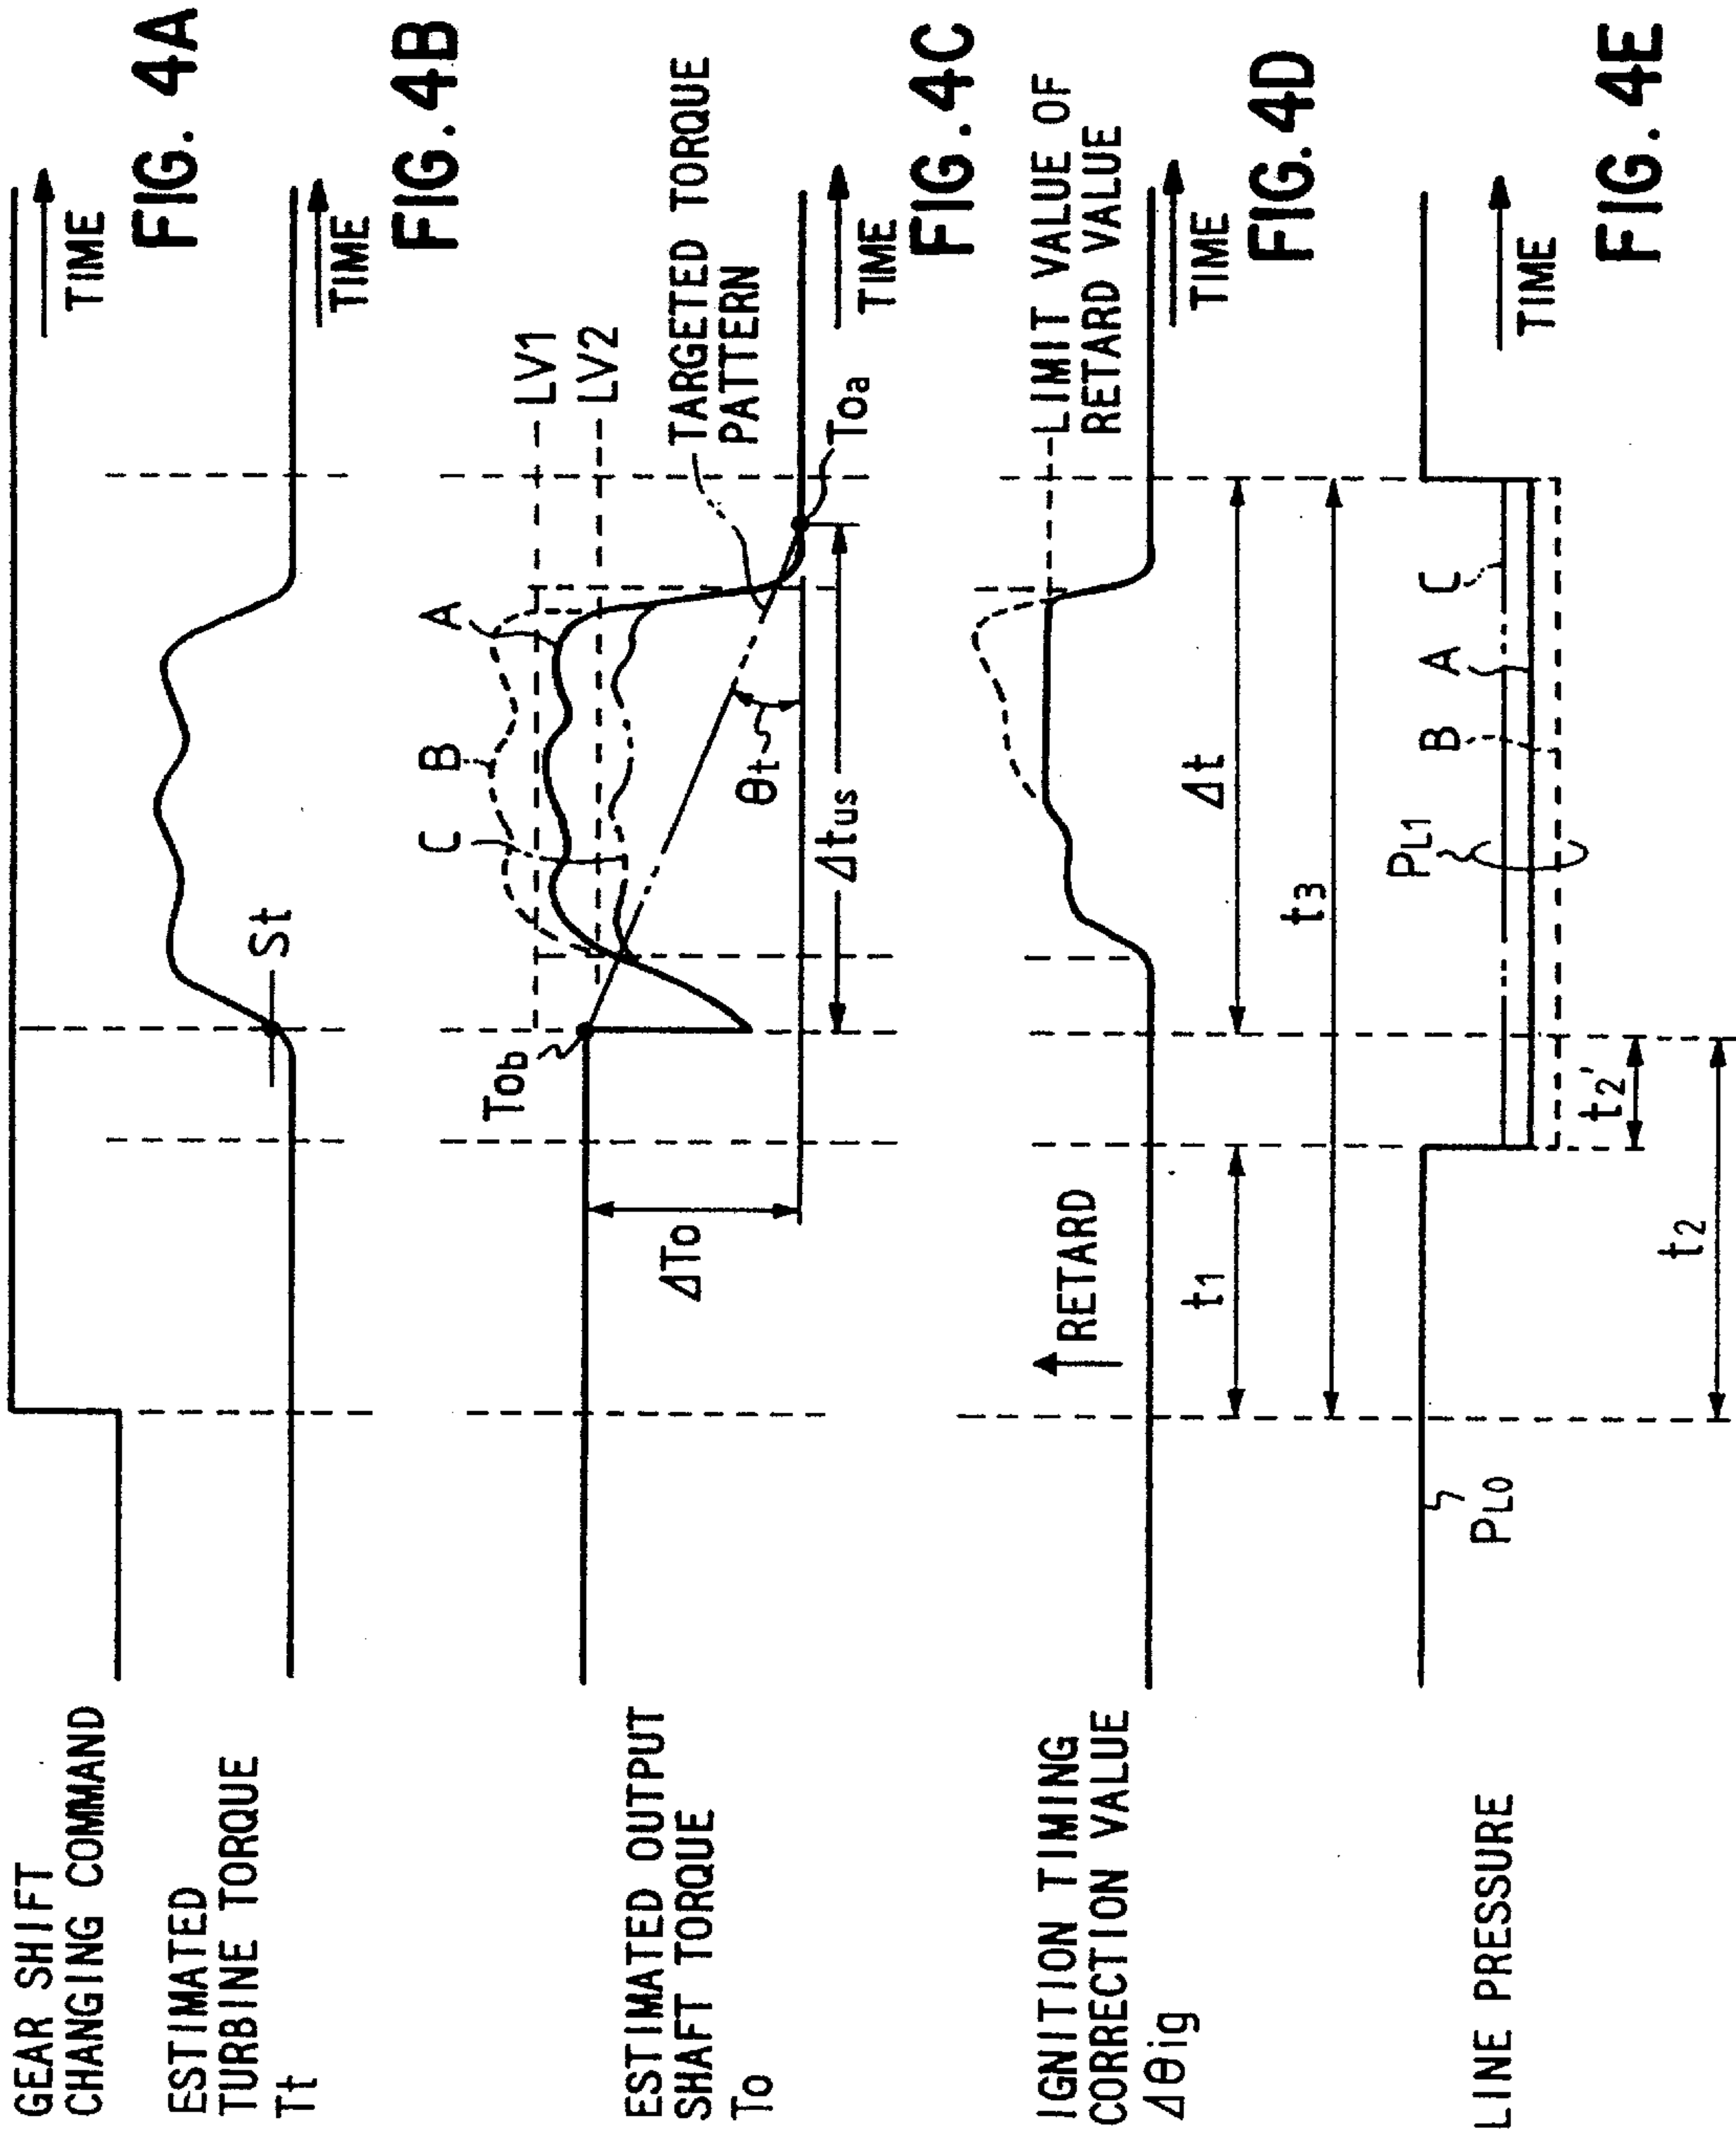 GEAR SHIFT
CHANGING COMMAND
TIME
FIG. 4A
ESTIMATED
TURBINE TORQUE
Tt
St
TIME
FIG. 4B
ESTIMATED OUTPUT
SHAFT TORQUE
To
ΔTo
Tob
C
B
A
LV1
LV2
TARGETED TORQUE
PATTERN
θt
Δtus
Toa
TIME
FIG. 4C
IGNITION TIMING
CORRECTION VALUE
Δθig
RETARD
LIMIT VALUE OF
RETARD VALUE
TIME
FIG. 4D
t1
Δt
t3
LINE PRESSURE
PL0
PL1
B
A
C
t2'
t2
TIME
FIG. 4E